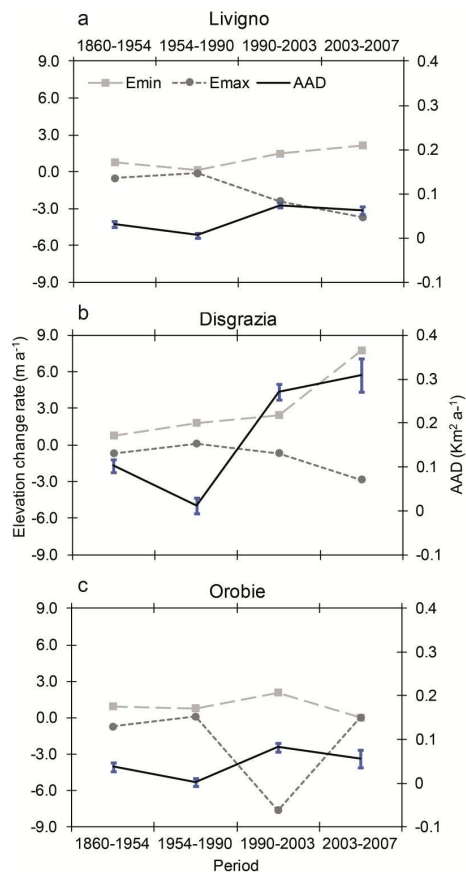 a
Livigno
1860-1954 1954-1990 1990-2003 2003-2007
9.0 0.4
Emin Emax AAD
6.0 0.3
3.0 0.2
0.0 0.1
-3.0 0
-6.0
-9.0 -0.1
b
Disgrazia
9.0 0.4
6.0 0.3
3.0 0.2
0.0 0.1
-3.0 0
-6.0
-9.0 -0.1
Elevation change rate (m a-1)
AAD (Km2 a-1)
c
Orobie
9.0 0.4
6.0 0.3
3.0 0.2
0.0 0.1
-3.0 0
-6.0
-9.0 -0.1
1860-1954 1954-1990 1990-2003 2003-2007
Period